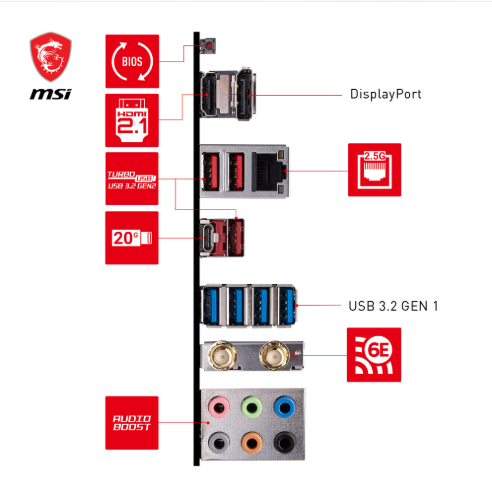 msi
BIOS
HDMI
2.1
DisplayPort
2.5G
TURBO USB
USB 3.2 GEN2
20G
USB 3.2 GEN 1
6E
AUDIO
BOOST